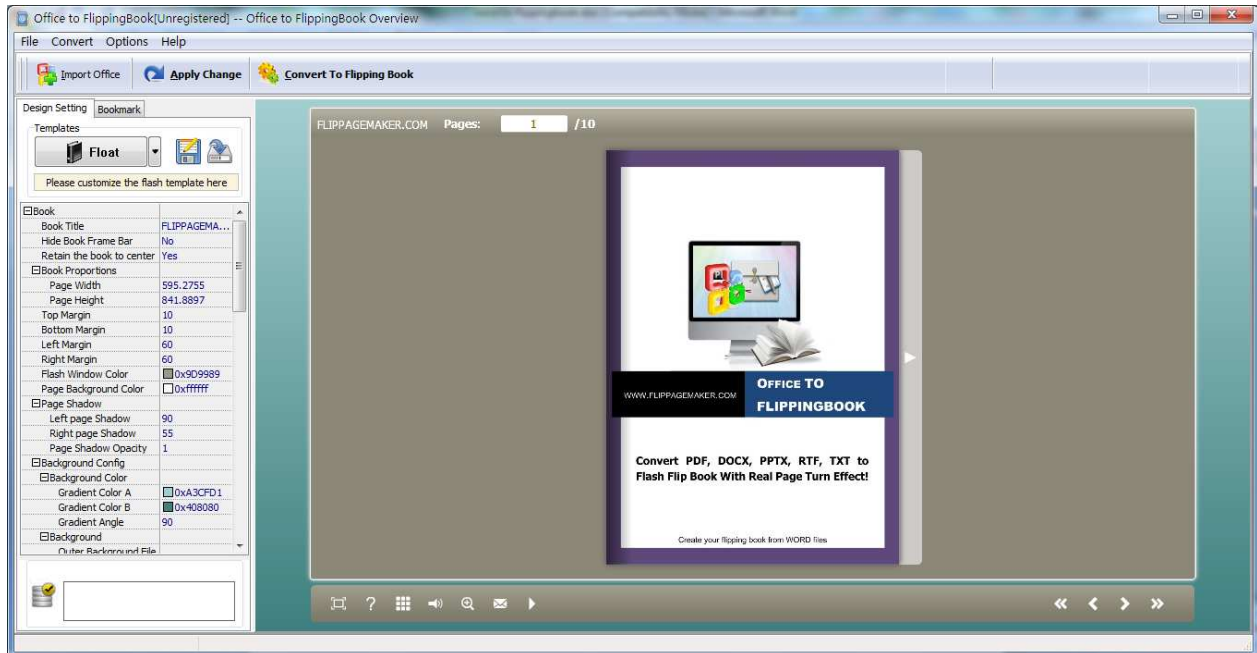 Office to FlippingBook[Unregistered] -- Office to FlippingBook Overview
File Convert Options Help
Import Office Apply Change Convert To Flipping Book
Design Setting Bookmark
Templates
Float
Please customize the flash template here
Book
Book Title FLIPPAGEMA...
Hide Book Frame Bar No
Retain the book to center Yes
Book Proportions
Page Width 595.2755
Page Height 841.8897
Top Margin 10
Bottom Margin 10
Left Margin 60
Right Margin 60
Flash Window Color 0x9D9989
Page Background Color 0xffffff
Page Shadow
Left page Shadow 90
Right page Shadow 55
Page Shadow Opacity 1
Background Config
Background Color
Gradient Color A 0xA3CFD1
Gradient Color B 0x408080
Gradient Angle 90
Background
Outer Background File
FLIPPAGEMAKER.COM Pages: 1 /10
WWW.FLIPPAGEMAKER.COM
OFFICE TO
FLIPPINGBOOK
Convert PDF, DOCX, PPTX, RTF, TXT to
Flash Flip Book With Real Page Turn Effect!
Create your flipping book from WORD files